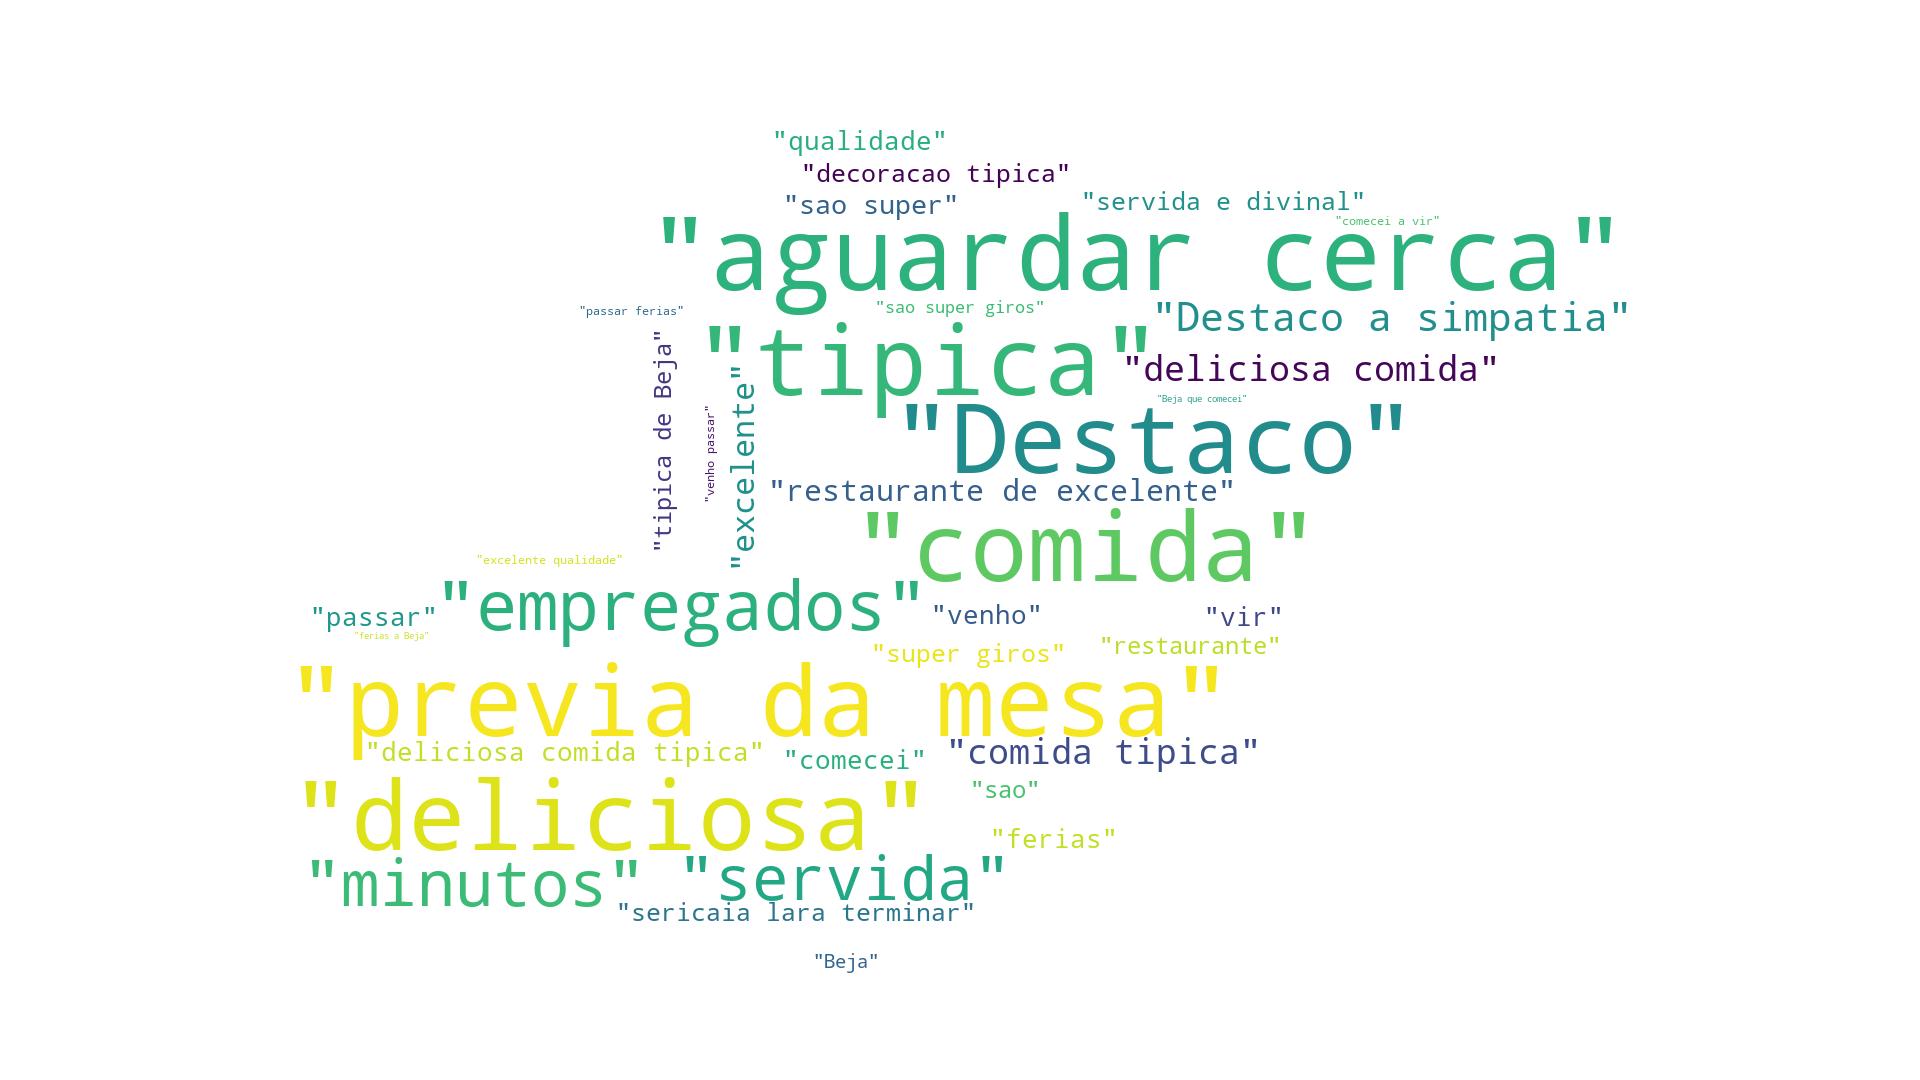 "qualidade"
"decoracao tipica"
"sao super"
"servida e divinal"
"comecei a vir"
"aguardar cerca"
"passar ferias"
"sao super giros"
"Destaco a simpatia"
"tipica"
"deliciosa comida"
"tipica de Beja"
"venho passar"
"excelente"
"Beja que comecei"
"Destaco"
"restaurante de excelente"
"comida"
"excelente qualidade"
"empregados"
"passar"
"venho"
"vir"
"ferias a Beja"
"super giros"
"restaurante"
"previa da mesa"
"deliciosa comida tipica"
"comecei"
"comida tipica"
"sao"
"deliciosa"
"ferias"
"minutos"
"servida"
"sericaia lara terminar"
"Beja"